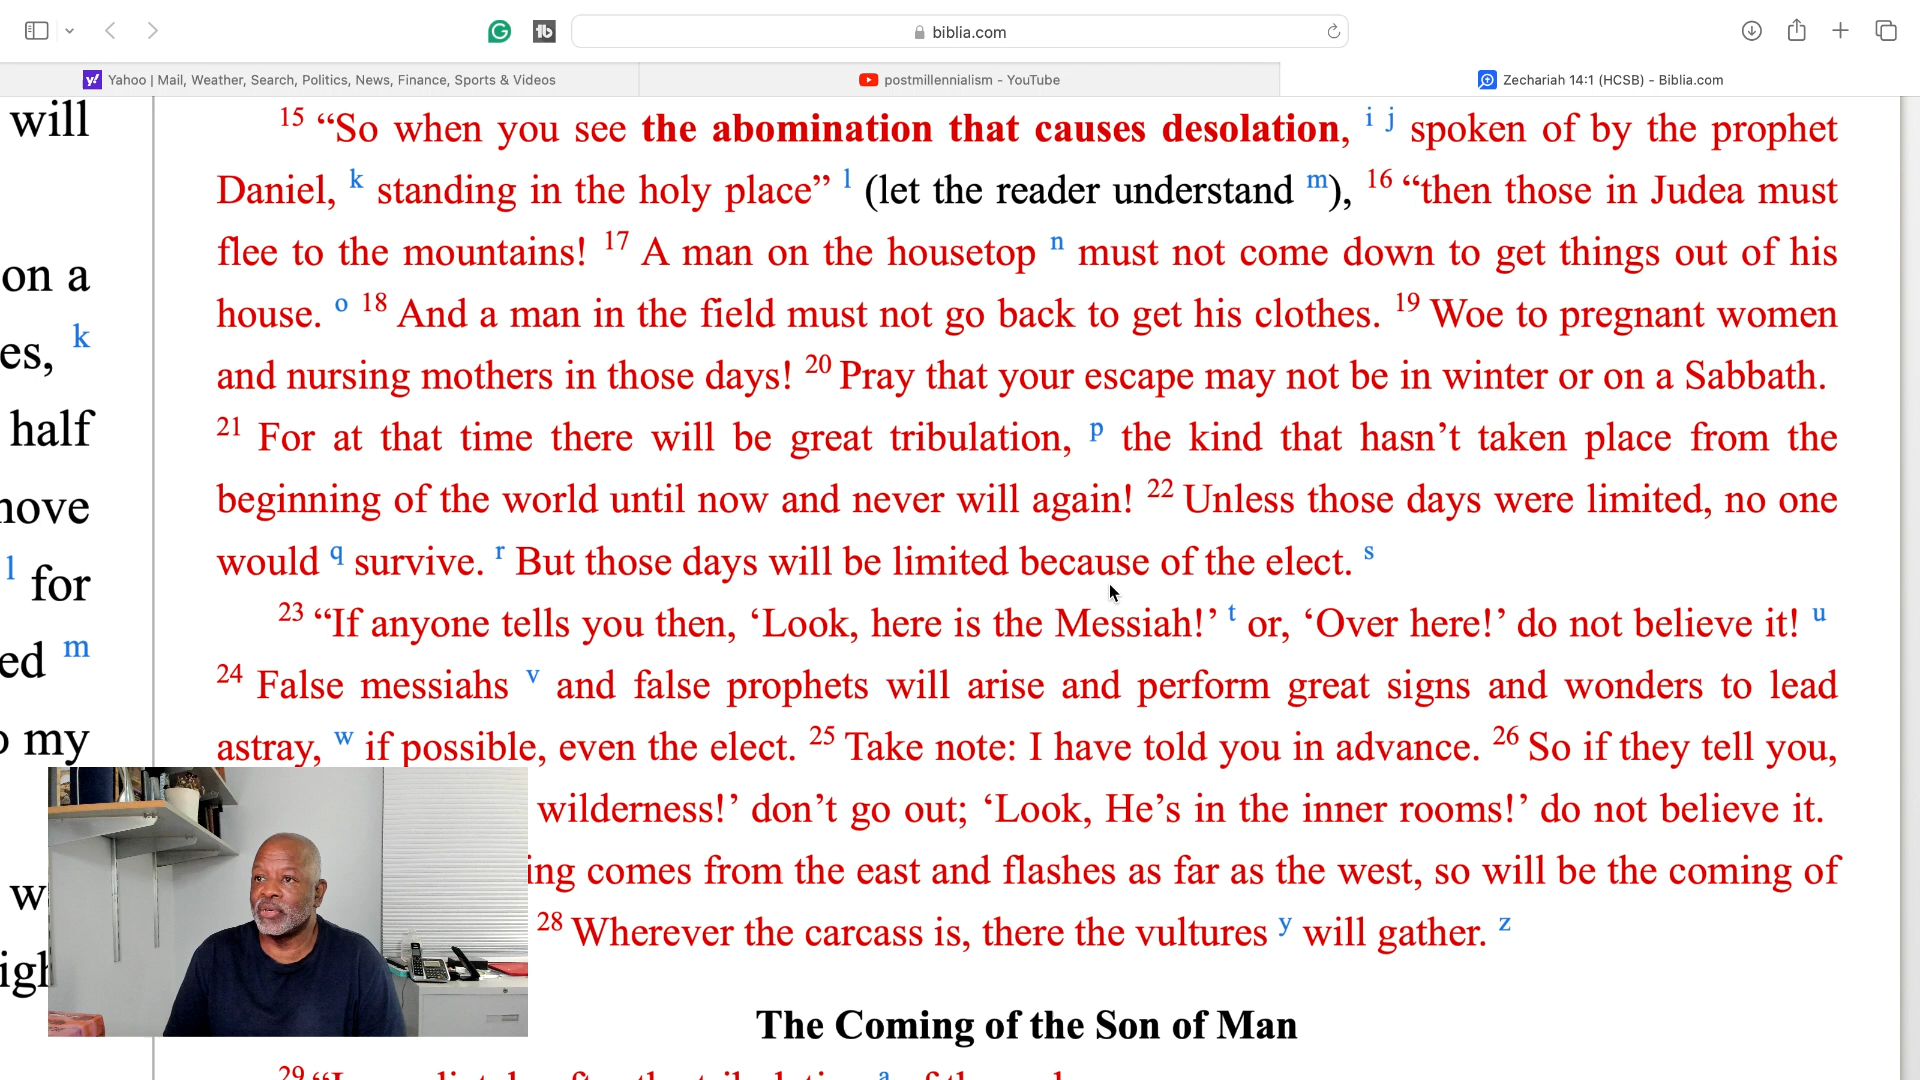 biblia.com
Yahoo | Mail, Weather, Search, Politics, News, Finance, Sports & Videos
postmillennialism - YouTube
Zechariah 14:1 (HCSB) - Biblia.com
will
on a
es, k
half
nove
l for
ed m
o my
w
igh
15 “So when you see the abomination that causes desolation, i j spoken of by the prophet
Daniel, k standing in the holy place” l (let the reader understand m), 16 “then those in Judea must
flee to the mountains! 17 A man on the housetop n must not come down to get things out of his
house. o 18 And a man in the field must not go back to get his clothes. 19 Woe to pregnant women
and nursing mothers in those days! 20 Pray that your escape may not be in winter or on a Sabbath.
21 For at that time there will be great tribulation, p the kind that hasn’t taken place from the
beginning of the world until now and never will again! 22 Unless those days were limited, no one
would q survive. r But those days will be limited because of the elect. s
23 “If anyone tells you then, ‘Look, here is the Messiah!’ t or, ‘Over here!’ do not believe it! u
24 False messiahs v and false prophets will arise and perform great signs and wonders to lead
astray, w if possible, even the elect. 25 Take note: I have told you in advance. 26 So if they tell you,
wilderness!’ don’t go out; ‘Look, He’s in the inner rooms!’ do not believe it.
ing comes from the east and flashes as far as the west, so will be the coming of
28 Wherever the carcass is, there the vultures y will gather. z
The Coming of the Son of Man
29